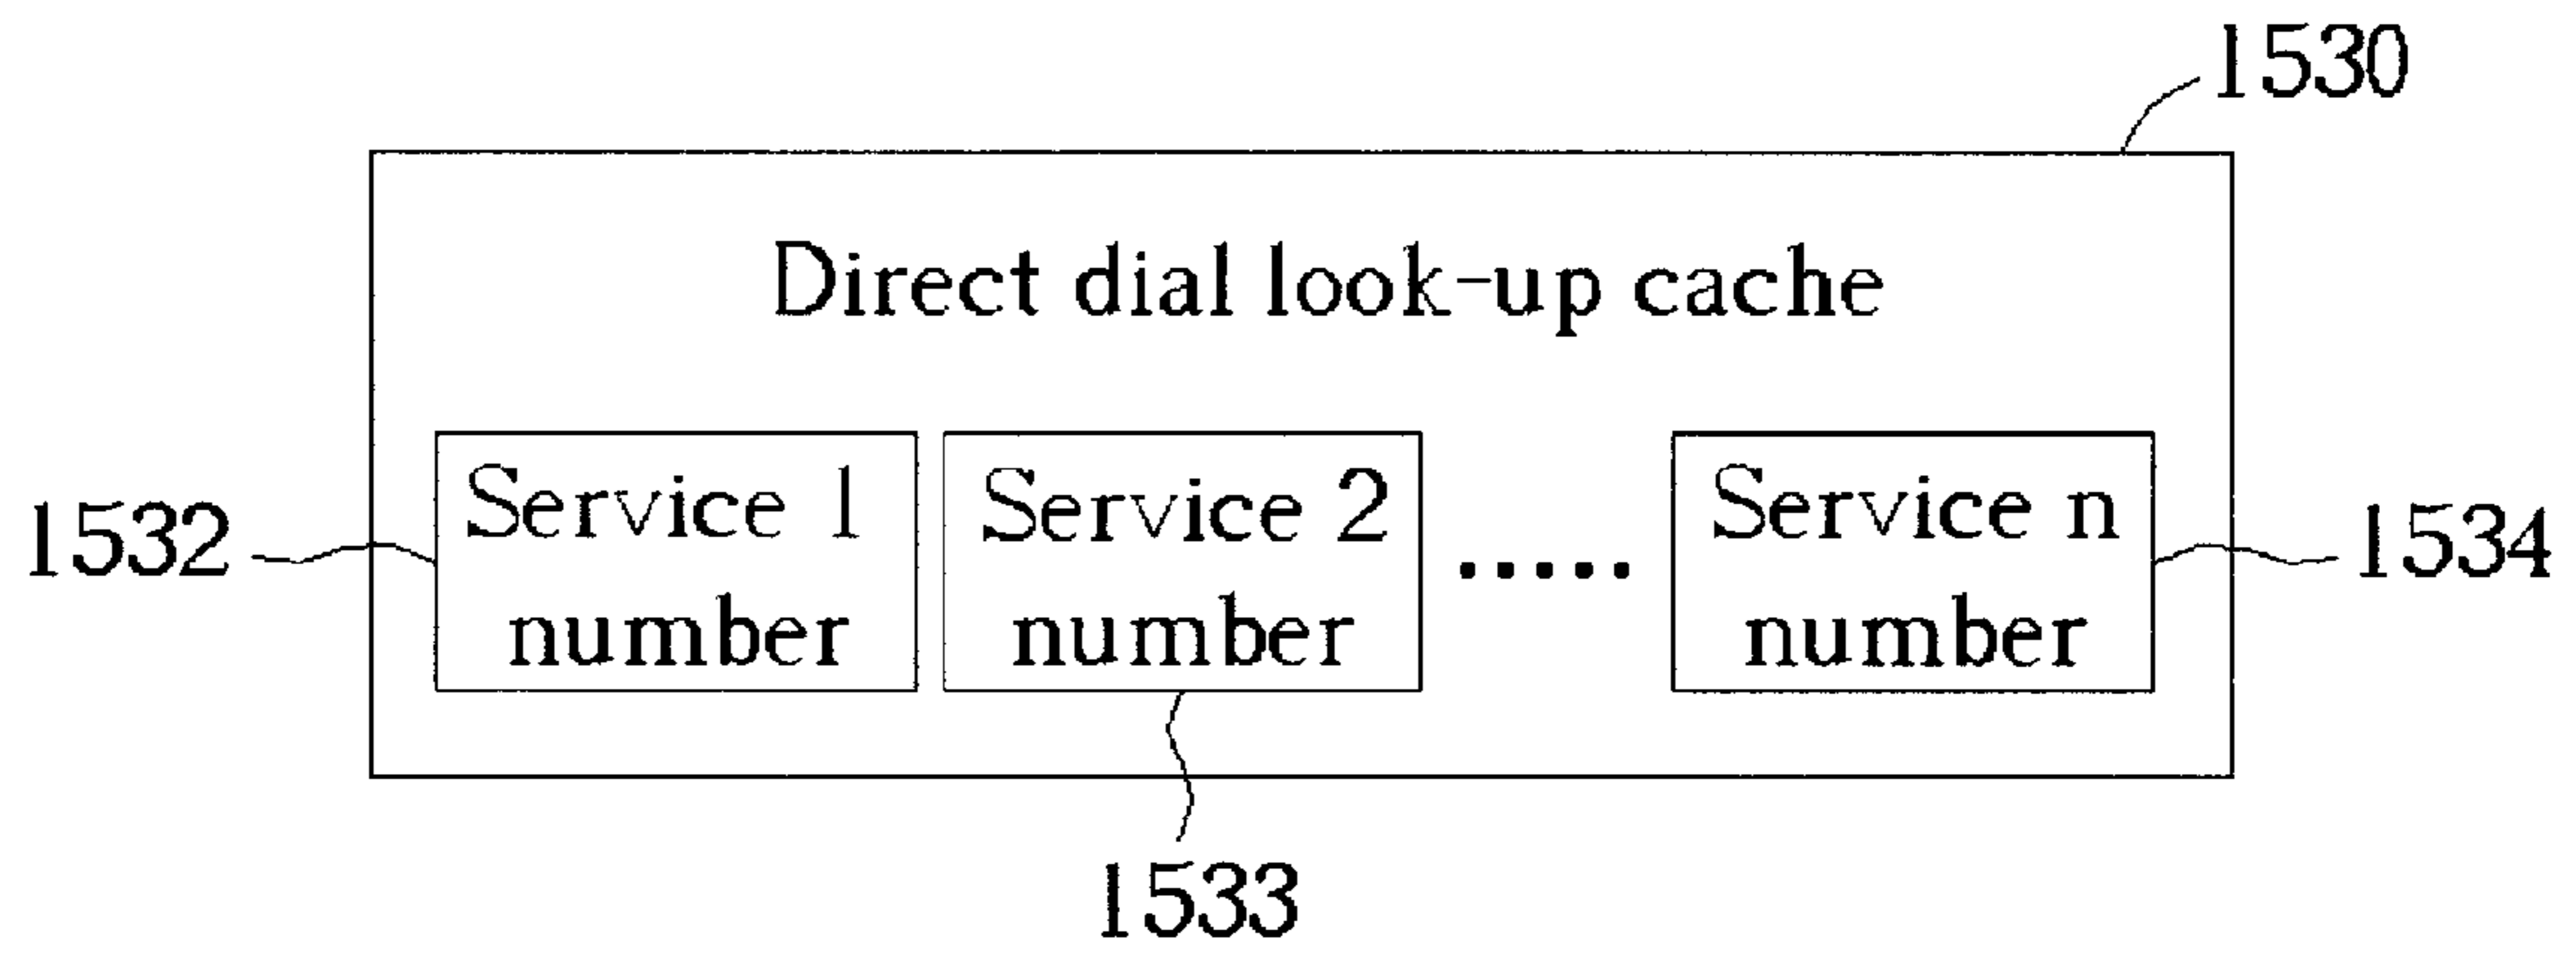 1530
Direct dial look-up cache
Service 1
number
Service 2
number
.....
Service n
number
1532
1534
1533